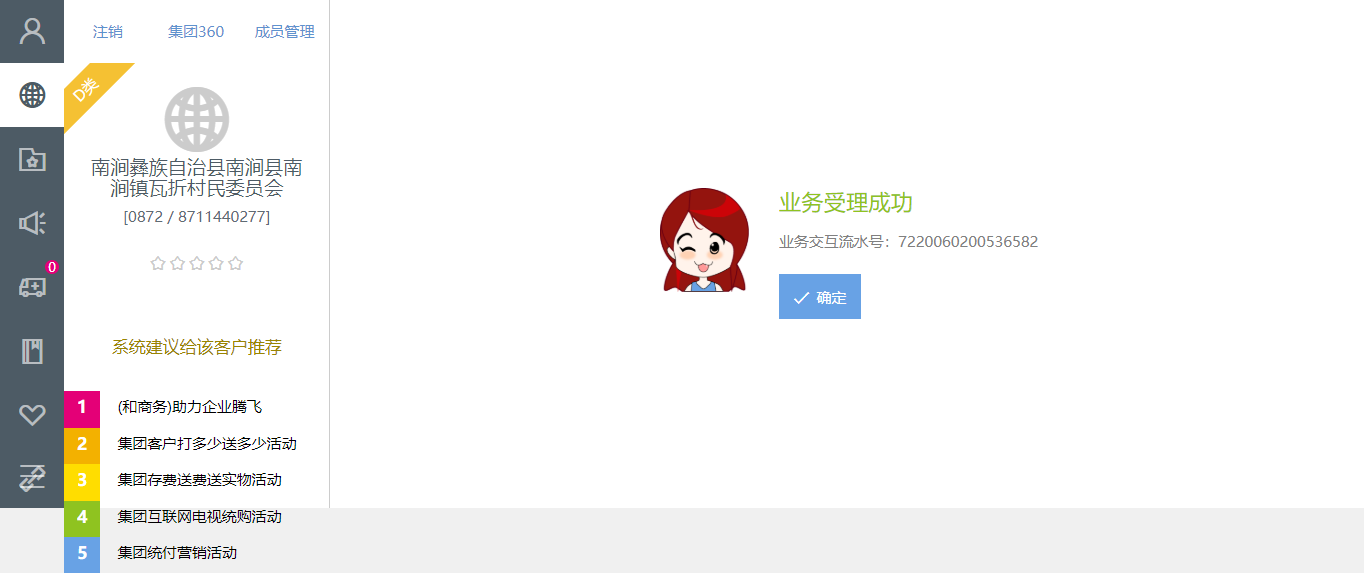 注销 集团360 成员管理
D类
南涧彝族自治县南涧县南
涧镇瓦折村民委员会
[0872 / 8711440277]
0
系统建议给该客户推荐
1 (和商务)助力企业腾飞
2 集团客户打多少送多少活动
3 集团存费送费送实物活动
4 集团互联网电视统购活动
5 集团统付营销活动
业务受理成功
业务交互流水号：7220060200536582
确定